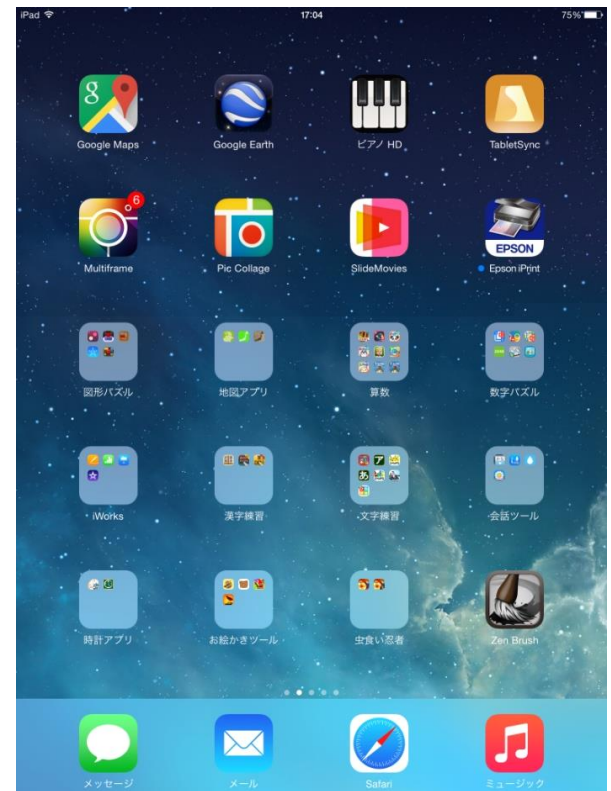 iPad 17:04 75%
Google Maps Google Earth ピアノ HD TabletSync
6
EPSON
Multiframe Pic Collage SlideMovies Epson iPrint
図形パズル 地図アプリ 算数 数字パズル
iWorks 漢字練習 文字練習 会話ツール
時計アプリ お絵かきツール 虫食い忍者 Zen Brush
メッセージ メール Safari ミュージック